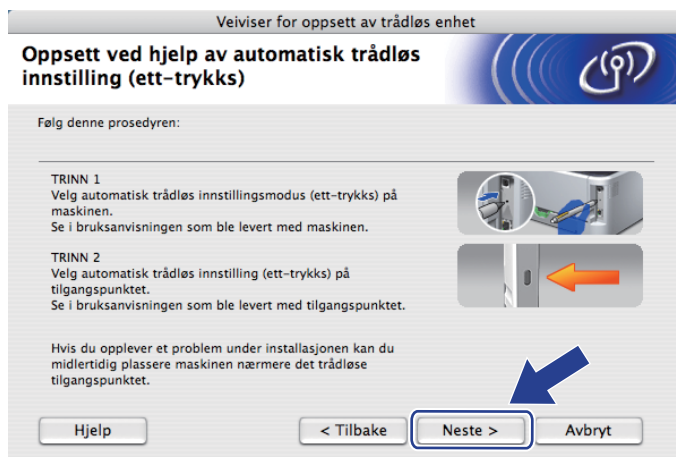 Veiviser for oppsett av trådløs enhet
Oppsett ved hjelp av automatisk trådløs
innstilling (ett-trykks)
Følg denne prosedyren:
TRINN 1
Velg automatisk trådløs innstillingsmodus (ett-trykks) på
maskinen.
Se i bruksanvisningen som ble levert med maskinen.
TRINN 2
Velg automatisk trådløs innstilling (ett-trykks) på
tilgangspunktet.
Se i bruksanvisningen som ble levert med tilgangspunktet.
Hvis du opplever et problem under installasjonen kan du
midlertidig plassere maskinen nærmere det trådløse
tilgangspunktet.
Hjelp
< Tilbake
Neste >
Avbryt